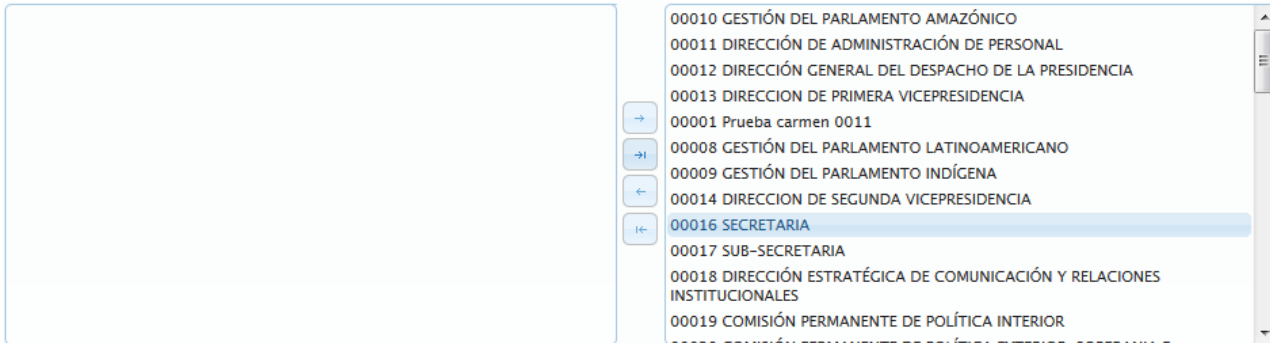 00010 GESTIÓN DEL PARLAMENTO AMAZÓNICO
00011 DIRECCIÓN DE ADMINISTRACIÓN DE PERSONAL
00012 DIRECCIÓN GENERAL DEL DESPACHO DE LA PRESIDENCIA
00013 DIRECCION DE PRIMERA VICEPRESIDENCIA
00001 Prueba carmen 0011
00008 GESTIÓN DEL PARLAMENTO LATINOAMERICANO
00009 GESTIÓN DEL PARLAMENTO INDÍGENA
00014 DIRECCION DE SEGUNDA VICEPRESIDENCIA
00016 SECRETARIA
00017 SUB-SECRETARIA
00018 DIRECCIÓN ESTRATÉGICA DE COMUNICACIÓN Y RELACIONES
INSTITUCIONALES
00019 COMISIÓN PERMANENTE DE POLÍTICA INTERIOR